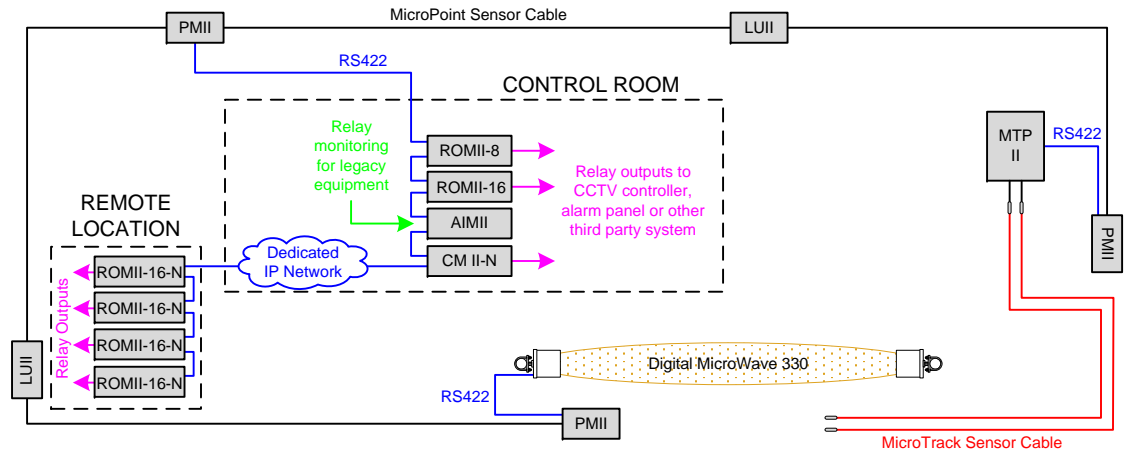 MicroPoint Sensor Cable
PMII
LUII
RS422
CONTROL ROOM
Relay
monitoring
for legacy
equipment
ROMII-8
ROMII-16
AIMII
CM II-N
Relay outputs to
CCTV controller,
alarm panel or other
third party system
MTP
II
RS422
PMII
REMOTE
LOCATION
Dedicated
IP Network
ROMII-16-N
ROMII-16-N
ROMII-16-N
ROMII-16-N
Relay Outputs
LUII
Digital MicroWave 330
RS422
PMII
MicroTrack Sensor Cable